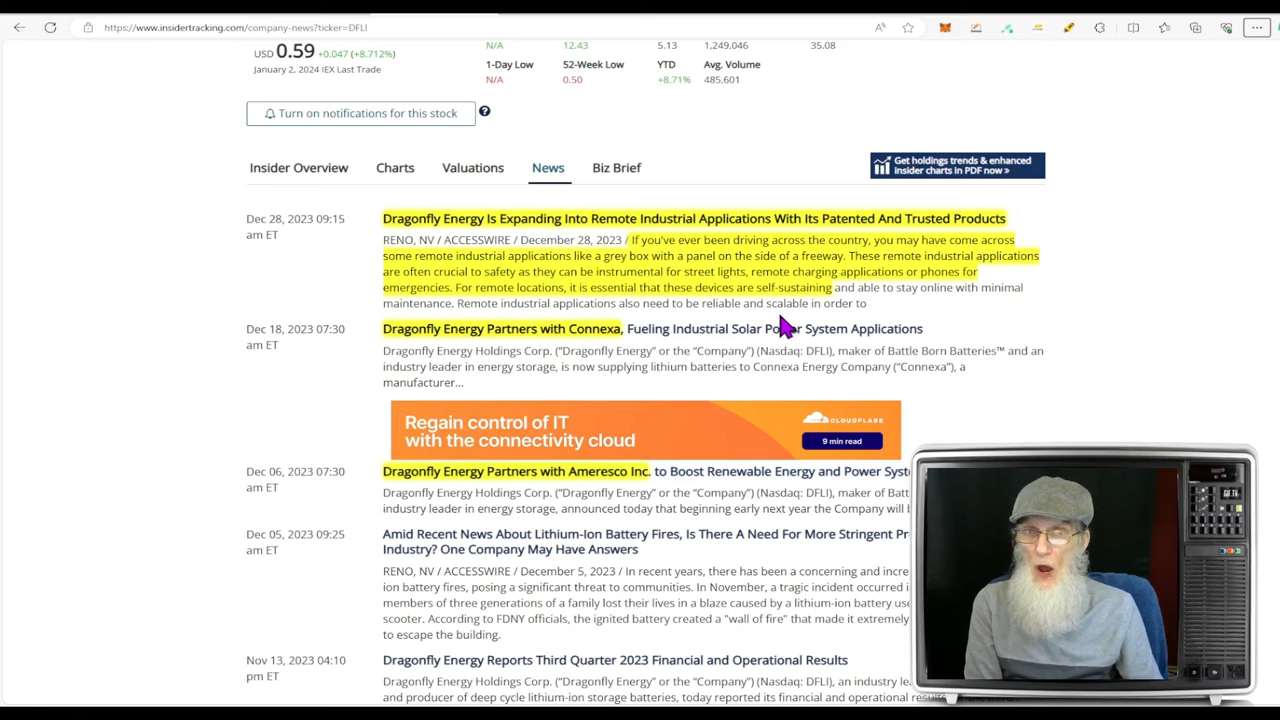 https://www.insidertracking.com/company-news?ticker=DFLI
N/A 12.43 5.13 1,249,046 35.08
USD 0.59 +0.047 (+8.712%)
January 2, 2024 IEX Last Trade
1-Day Low 52-Week Low YTD Avg. Volume
N/A 0.50 +8.71% 485,601
Turn on notifications for this stock
Insider Overview Charts Valuations News Biz Brief
Get holdings trends & enhanced
insider charts in PDF now »
Dec 28, 2023 09:15
am ET
Dragonfly Energy Is Expanding Into Remote Industrial Applications With Its Patented And Trusted Products
RENO, NV / ACCESSWIRE / December 28, 2023 / If you've ever been driving across the country, you may have come across
some remote industrial applications like a grey box with a panel on the side of a freeway. These remote industrial applications
are often crucial to safety as they can be instrumental for street lights, remote charging applications or phones for
emergencies. For remote locations, it is essential that these devices are self-sustaining and able to stay online with minimal
maintenance. Remote industrial applications also need to be reliable and scalable in order to
Dec 18, 2023 07:30
am ET
Dragonfly Energy Partners with Connexa, Fueling Industrial Solar Power System Applications
Dragonfly Energy Holdings Corp. (“Dragonfly Energy” or the “Company”) (Nasdaq: DFLI), maker of Battle Born Batteries™ and an
industry leader in energy storage, is now supplying lithium batteries to Connexa Energy Company (“Connexa”), a
manufacturer...
Regain control of IT
with the connectivity cloud
CLOUDFLARE
9 min read
Dec 06, 2023 07:30
am ET
Dragonfly Energy Partners with Ameresco Inc. to Boost Renewable Energy and Power Syst
Dragonfly Energy Holdings Corp. (“Dragonfly Energy” or the “Company”) (Nasdaq: DFLI), maker of Bat
industry leader in energy storage, announced today that beginning early next year the Company will b
Dec 05, 2023 09:25
am ET
Amid Recent News About Lithium-Ion Battery Fires, Is There A Need For More Stringent Pr
Industry? One Company May Have Answers
RENO, NV / ACCESSWIRE / December 5, 2023 / In recent years, there has been a concerning and incre
ion battery fires, posing a significant threat to communities. In November, a tragic incident occurred i
members of three generations of a family lost their lives in a blaze caused by a lithium-ion battery use
scooter. According to FDNY officials, the ignited battery created a "wall of fire" that made it extremely
to escape the building.
Nov 13, 2023 04:10
pm ET
Dragonfly Energy Reports Third Quarter 2023 Financial and Operational Results
Dragonfly Energy Holdings Corp. (“Dragonfly Energy” or the “Company”) (Nasdaq: DFLI), an industry lea
and producer of deep cycle lithium-ion storage batteries, today reported its financial and operational resul
GIF.TV